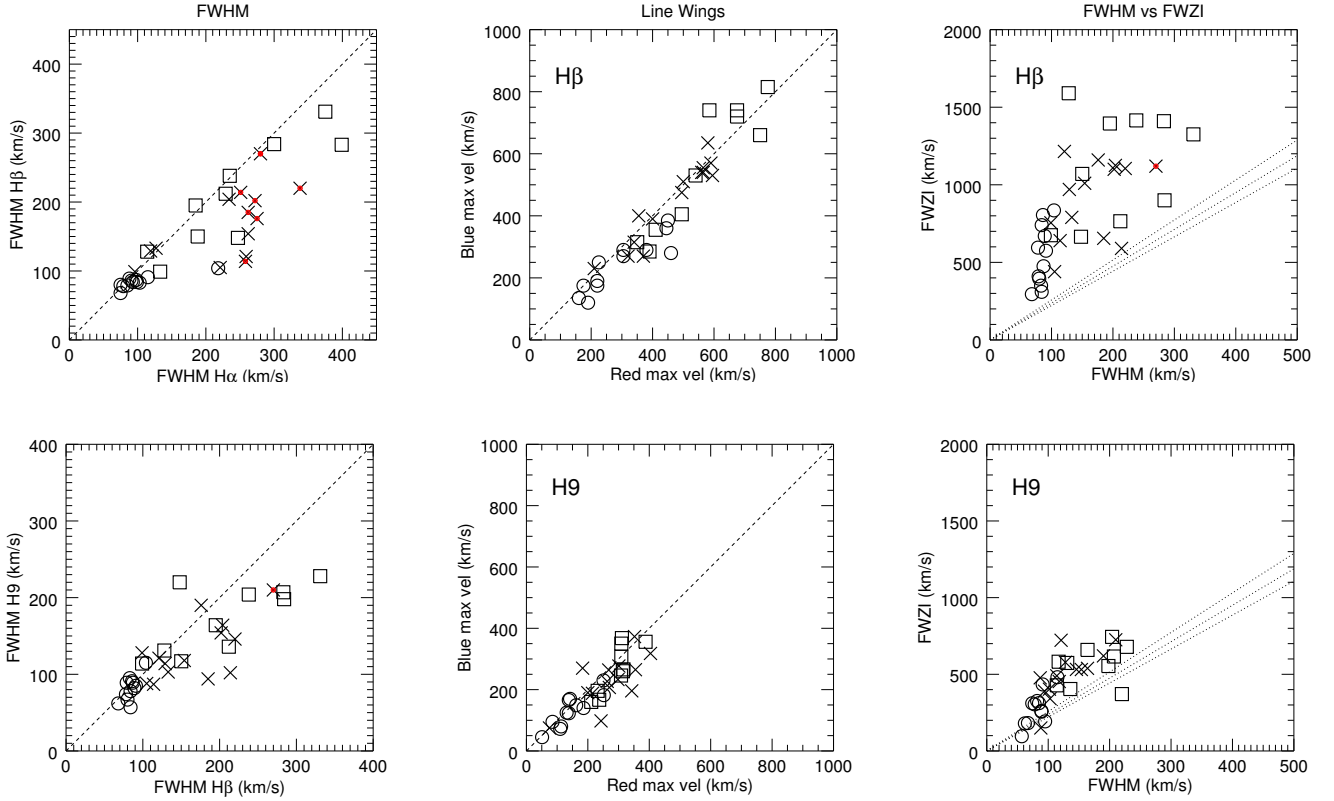 FWHM
Line Wings
FWHM vs FWZI
FWHM Hβ (km/s)
400
300
200
100
0
0 100 200 300 400
FWHM Hα (km/s)
Hβ
Blue max vel (km/s)
1000
800
600
400
200
0
0 200 400 600 800 1000
Red max vel (km/s)
Hβ
FWZI (km/s)
2000
1500
1000
500
0
0 100 200 300 400 500
FWHM (km/s)
FWHM H9 (km/s)
400
300
200
100
0
0 100 200 300 400
FWHM Hβ (km/s)
H9
Blue max vel (km/s)
1000
800
600
400
200
0
0 200 400 600 800 1000
Red max vel (km/s)
H9
FWZI (km/s)
2000
1500
1000
500
0
0 100 200 300 400 500
FWHM (km/s)